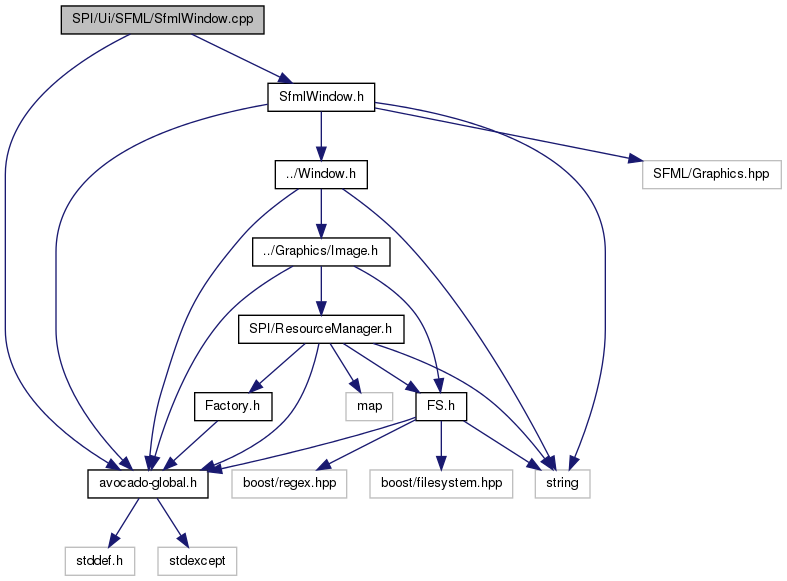 SPI/Ui/SFML/SfmlWindow.cpp
SfmlWindow.h
../Window.h
SFML/Graphics.hpp
../Graphics/Image.h
SPI/ResourceManager.h
Factory.h
map
FS.h
avocado-global.h
boost/regex.hpp
boost/filesystem.hpp
string
stddef.h
stdexcept